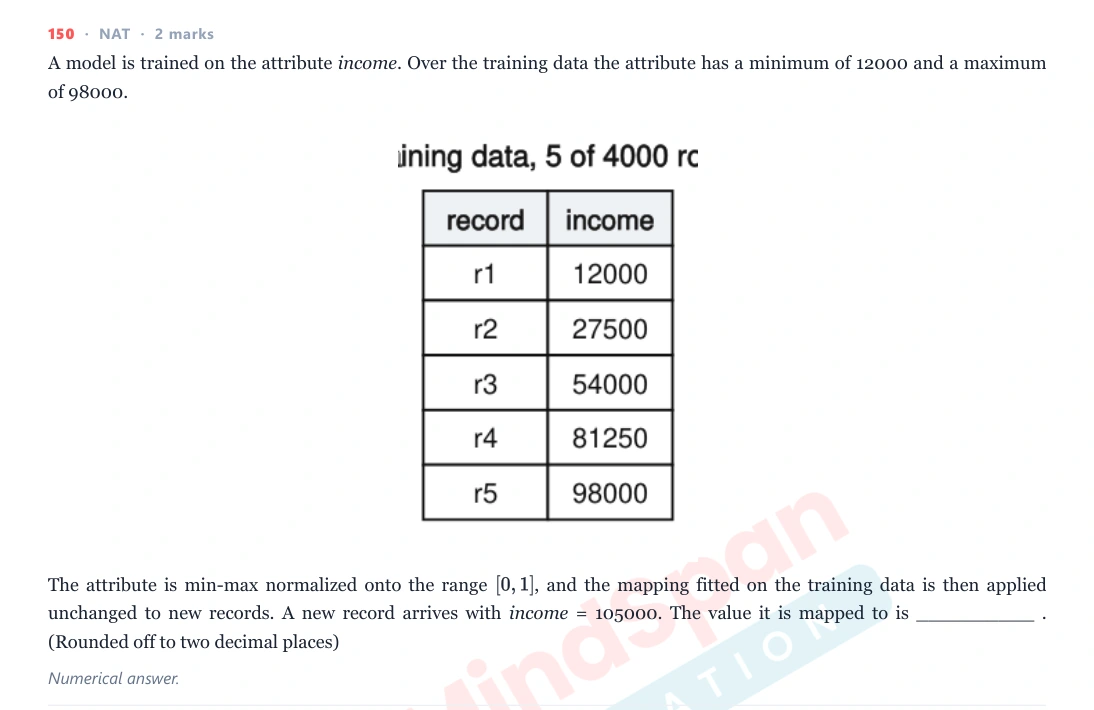 150 · NAT · 2 marks
A model is trained on the attribute income. Over the training data the attribute has a minimum of 12000 and a maximum
of 98000.
ining data, 5 of 4000 ro
record income
r1 12000
r2 27500
r3 54000
r4 81250
r5 98000
The attribute is min-max normalized onto the range [0, 1], and the mapping fitted on the training data is then applied
unchanged to new records. A new record arrives with income = 105000. The value it is mapped to is ____________ .
(Rounded off to two decimal places)
Numerical answer.
Mindspan
ATION